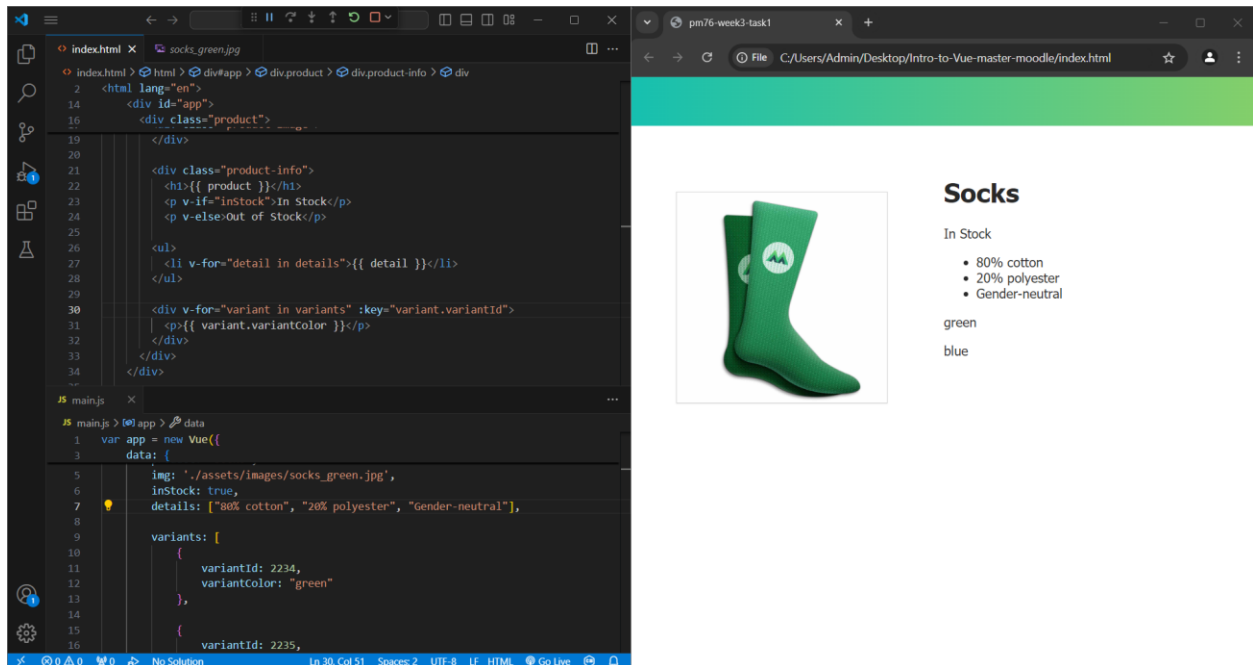 index.html
socks_green.jpg
index.html > html > div#app > div.product > div.product-info > div
2 <html lang="en">
14 <div id="app">
16 <div class="product">
19 </div>
20
21 <div class="product-info">
22 <h1>{{ product }}</h1>
23 <p v-if="inStock">In Stock</p>
24 <p v-else>Out of Stock</p>
25
26 <ul>
27 <li v-for="detail in details">{{ detail }}</li>
28 </ul>
29
30 <div v-for="variant in variants" :key="variant.variantId">
31 <p>{{ variant.variantColor }}</p>
32 </div>
33 </div>
34 </div>
JS main.js
JS main.js > app > data
1 var app = new Vue({
3 data: {
5 img: './assets/images/socks_green.jpg',
6 inStock: true,
7 details: ["80% cotton", "20% polyester", "Gender-neutral"],
8
9 variants: [
10 {
11 variantId: 2234,
12 variantColor: "green"
13 },
14
15 {
16 variantId: 2235,
0 0 0 No Solution Ln 30, Col 51 Spaces: 2 UTF-8 LF HTML Go Live
1
1
pm76-week3-task1
File C:/Users/Admin/Desktop/Intro-to-Vue-master-moodle/index.html
Socks
In Stock
80% cotton
20% polyester
Gender-neutral
green
blue